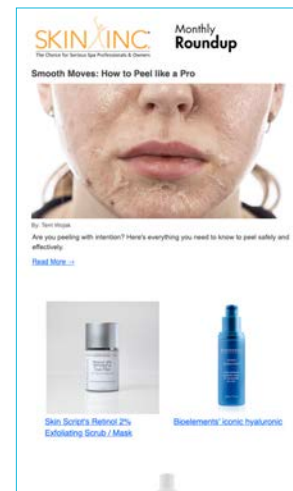 SKIN INC.
The Choice for Serious Spa Professionals & Owners
Monthly
Roundup
Smooth Moves: How to Peel like a Pro
By: Terri Wojak
Are you peeling with intention? Here's everything you need to know to peel safely and
effectively.
Read More →
Skin Script's Retinol 2%
Exfoliating Scrub / Mask
Bioelements' iconic hyaluronic